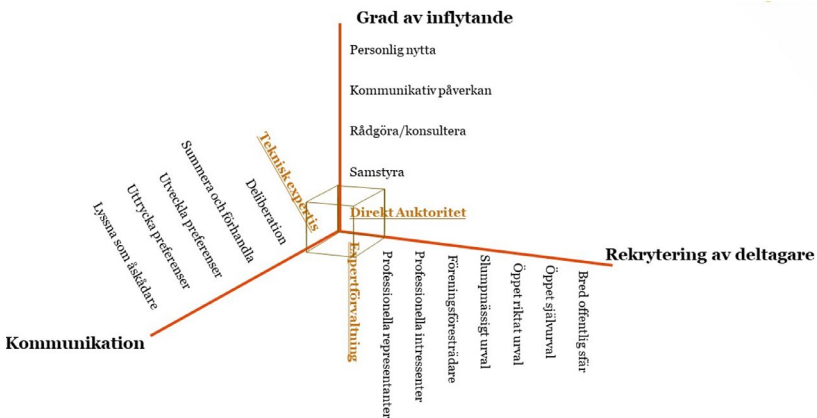 Grad av inflytande
Personlig nytta
Kommunikativ påverkan
Rådgöra/konsultera
Samstyra
Direkt Auktoritet
Teknisk expertis
Deliberation
Summera och förhandla
Utveckla preferenser
Uttrycka preferenser
Lyssna som åskådare
Kommunikation
Expertförvaltning
Professionella representanter
Professionella intressenter
Föreningsföreträdare
Slumpmässigt urval
Öppet riktat urval
Öppet självurval
Bred offentlig sfär
Rekrytering av deltagare